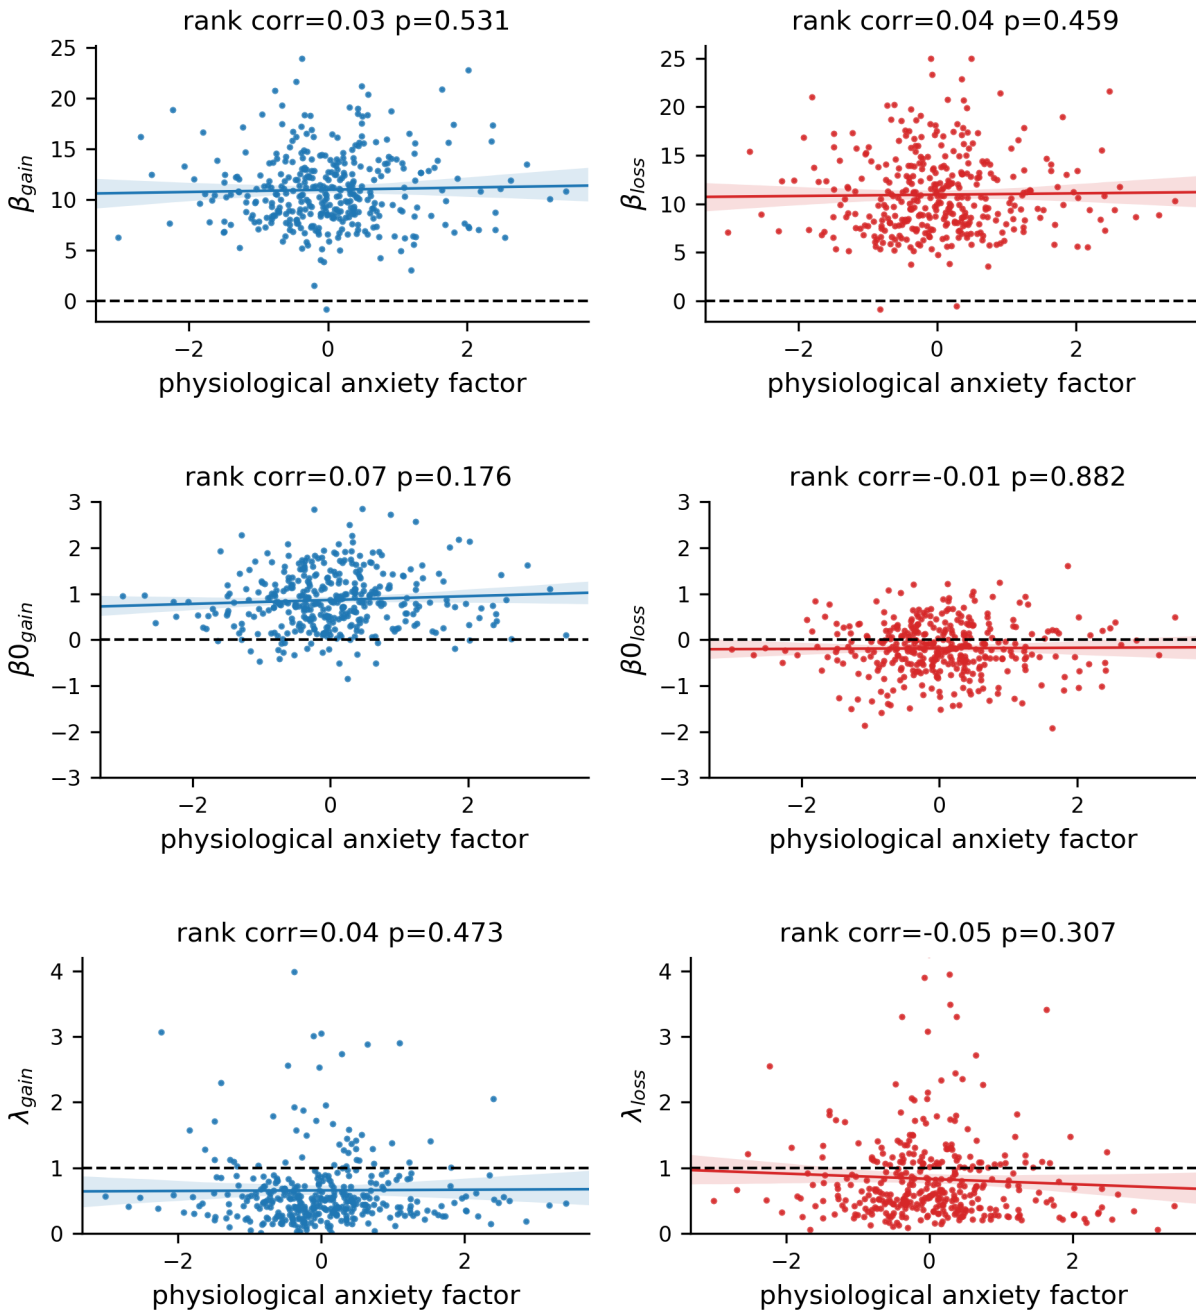 rank corr=0.03 p=0.531
25
20
15
10
5
0
βgain
−2 0 2
physiological anxiety factor
rank corr=0.04 p=0.459
25
20
15
10
5
0
βloss
−2 0 2
physiological anxiety factor
rank corr=0.07 p=0.176
3
2
1
0
−1
−2
−3
β0gain
−2 0 2
physiological anxiety factor
rank corr=-0.01 p=0.882
3
2
1
0
−1
−2
−3
β0loss
−2 0 2
physiological anxiety factor
rank corr=0.04 p=0.473
4
3
2
1
0
λgain
−2 0 2
physiological anxiety factor
rank corr=-0.05 p=0.307
4
3
2
1
0
λloss
−2 0 2
physiological anxiety factor